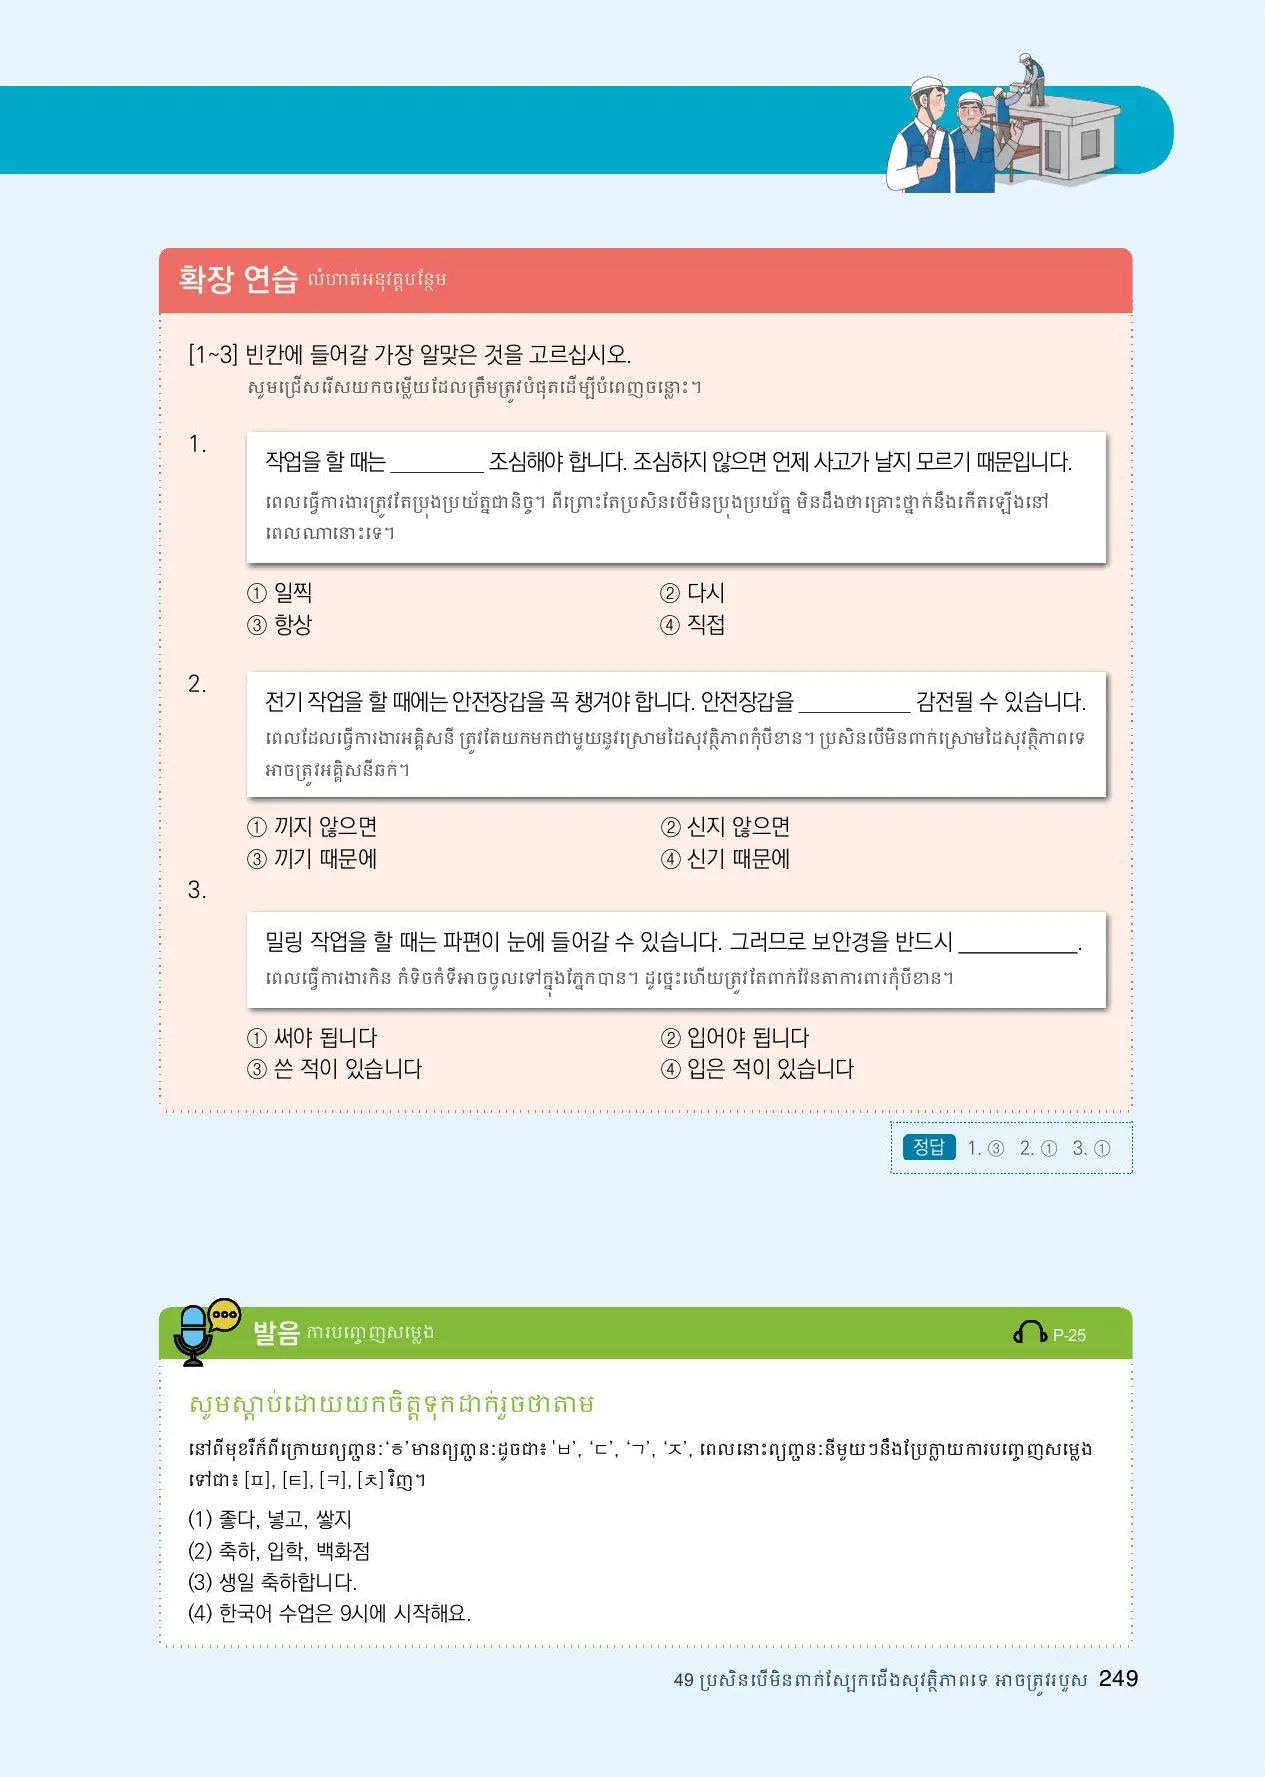 확장 연습 លំហាត់អនុវត្តបន្ថែម
[1~3] 빈칸에 들어갈 가장 알맞은 것을 고르십시오.
សូមជ្រើសរើសយកចម្លើយដែលត្រឹមត្រូវបំផុតដើម្បីបំពេញចន្លោះ។
1.
작업을 할 때는 ________ 조심해야 합니다. 조심하지 않으면 언제 사고가 날지 모르기 때문입니다.
ពេលធ្វើការងារត្រូវតែប្រុងប្រយ័ត្នជានិច្ច។ ពីព្រោះតែប្រសិនបើមិនប្រុងប្រយ័ត្ន មិនដឹងថាគ្រោះថ្នាក់នឹងកើតឡើងនៅ
ពេលណានោះទេ។
① 일찍 ② 다시
③ 항상 ④ 직접
2.
전기 작업을 할 때에는 안전장갑을 꼭 챙겨야 합니다. 안전장갑을 __________ 감전될 수 있습니다.
ពេលដែលធ្វើការងារអគ្គិសនី ត្រូវតែយកមកជាមួយនូវស្រោមដៃសុវត្ថិភាពកុំបីខាន។ ប្រសិនបើមិនពាក់ស្រោមដៃសុវត្ថិភាពទេ
អាចត្រូវអគ្គិសនីឆក់។
① 끼지 않으면 ② 신지 않으면
③ 끼기 때문에 ④ 신기 때문에
3.
밀링 작업을 할 때는 파편이 눈에 들어갈 수 있습니다. 그러므로 보안경을 반드시 __________.
ពេលធ្វើការងារកិន កំទិចកំទីអាចចូលទៅក្នុងភ្នែកបាន។ ដូច្នេះហើយត្រូវតែពាក់វ៉ែនតាការពារកុំបីខាន។
① 써야 됩니다 ② 입어야 됩니다
③ 쓴 적이 있습니다 ④ 입은 적이 있습니다
정답 1. ③ 2. ① 3. ①
발음 ការបញ្ចេញសម្លេង P-25
សូមស្តាប់ដោយយកចិត្តទុកដាក់រួចថាតាម
នៅពីមុខរឺក៏ពីក្រោយព្យព្ជានៈ‘ㅎ’មានព្យព្ជានៈដូចជា៖ 'ㅂ’, ‘ㄷ’, ‘ㄱ’, ‘ㅈ’, ពេលនោះព្យព្ជានៈនីមួយៗនឹងប្រែក្លាយការបញ្ចេញសម្លេង
ទៅជា៖ [ㅍ], [ㅌ], [ㅋ], [ㅊ] វិញ។
(1) 좋다, 넣고, 쌓지
(2) 축하, 입학, 백화점
(3) 생일 축하합니다.
(4) 한국어 수업은 9시에 시작해요.
49 ប្រសិនបើមិនពាក់ស្បែកជើងសុវត្ថិភាពទេ អាចត្រូវរបួស 249